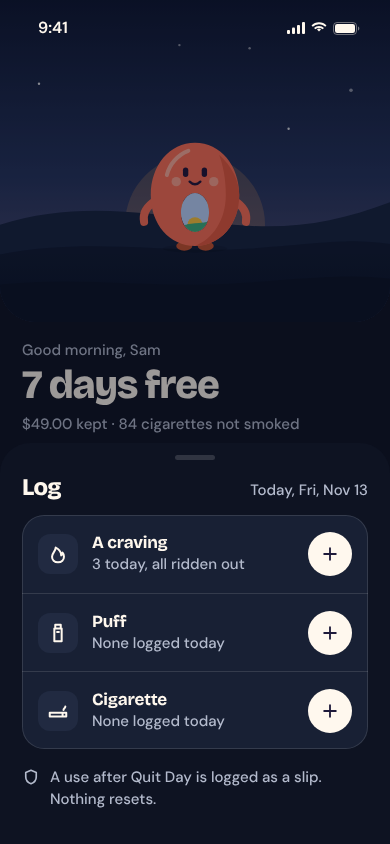 9:41
Good morning, Sam
7 days free
$49.00 kept · 84 cigarettes not smoked
Log
Today, Fri, Nov 13
A craving
3 today, all ridden out
Puff
None logged today
Cigarette
None logged today
A use after Quit Day is logged as a slip.
Nothing resets.